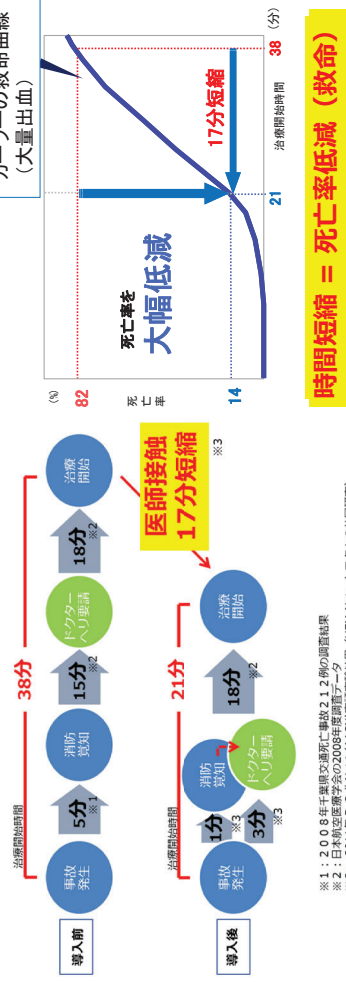 治療開始時間
38分
導入前
事故
発生
5分
※1
消防
覚知
15分
※2
ドクター
ヘリ要請
18分
※2
治療
開始
医師接触
17分短縮
※3
治療開始時間
21分
導入後
事故
発生
1分
※3
3分
※3
消防
覚知
ドクター
ヘリ要請
18分
※2
治療
開始
※1：2008年千葉県交通死亡事故212例の調査結果
※2：日本航空医療学会の2008年度調査データ
カーラーの救命曲線
（大量出血）
(%)
82
死亡率
14
死亡率を
大幅低減
17分短縮
21
38
(分)
治療開始時間
時間短縮 ＝ 死亡率低減（救命）